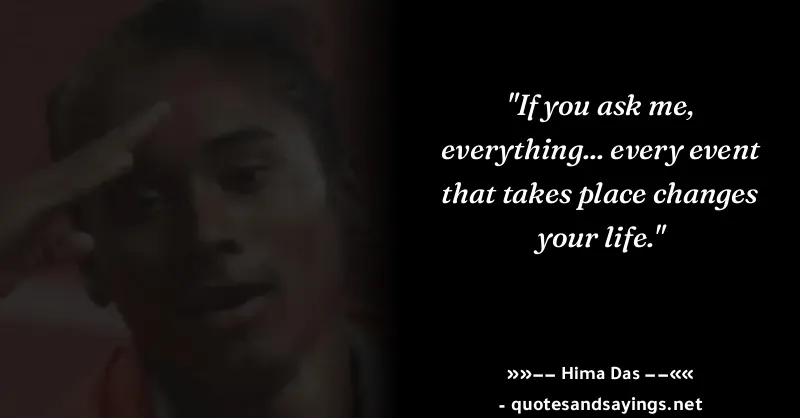 "If you ask me,
everything... every event
that takes place changes
your life."
»»−− Hima Das −−««
- quotesandsayings.net